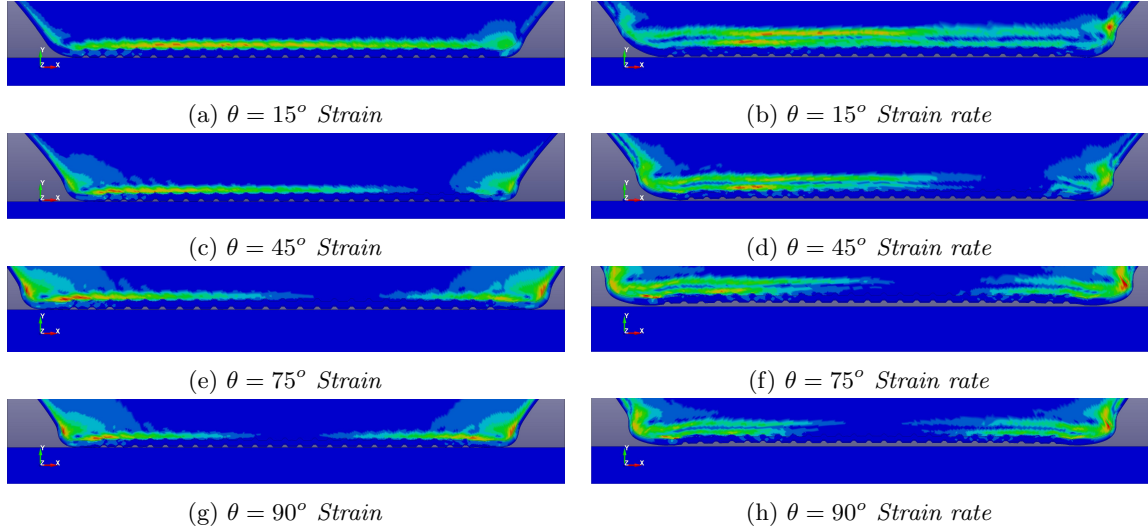 Y
Z X
Y
Z X
(a) θ = 15° Strain
(b) θ = 15° Strain rate
Y
Z X
Y
Z X
(c) θ = 45° Strain
(d) θ = 45° Strain rate
Y
Z X
Y
Z X
(e) θ = 75° Strain
(f) θ = 75° Strain rate
Y
Z X
Y
Z X
(g) θ = 90° Strain
(h) θ = 90° Strain rate